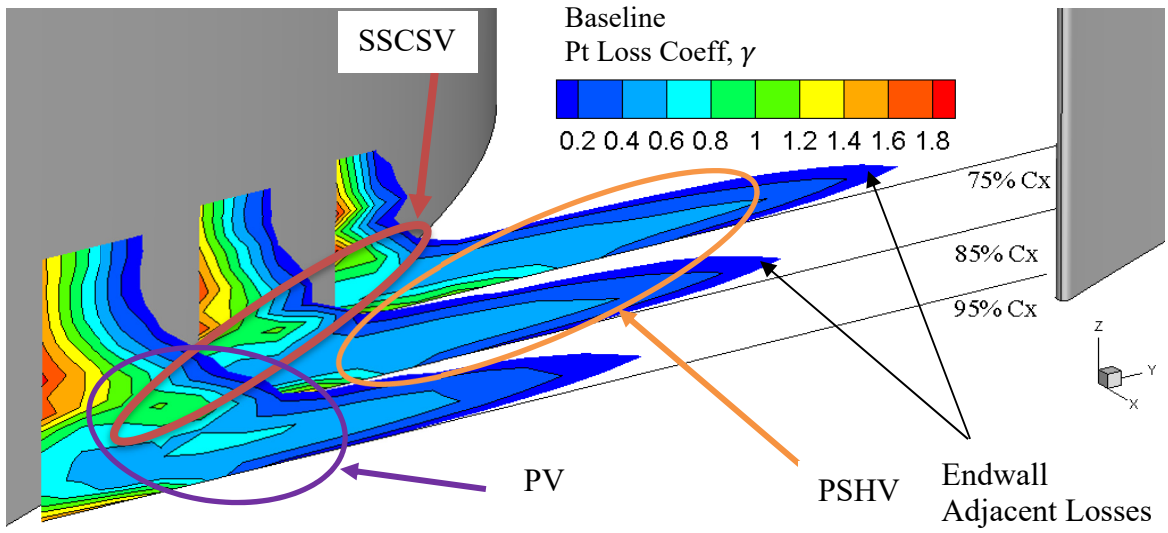 Baseline
Pt Loss Coeff, γ
SSCSV
0.2 0.4 0.6 0.8 1 1.2 1.4 1.6 1.8
75% Cx
85% Cx
95% Cx
Z
Y
X
PV
PSHV
Endwall
Adjacent Losses